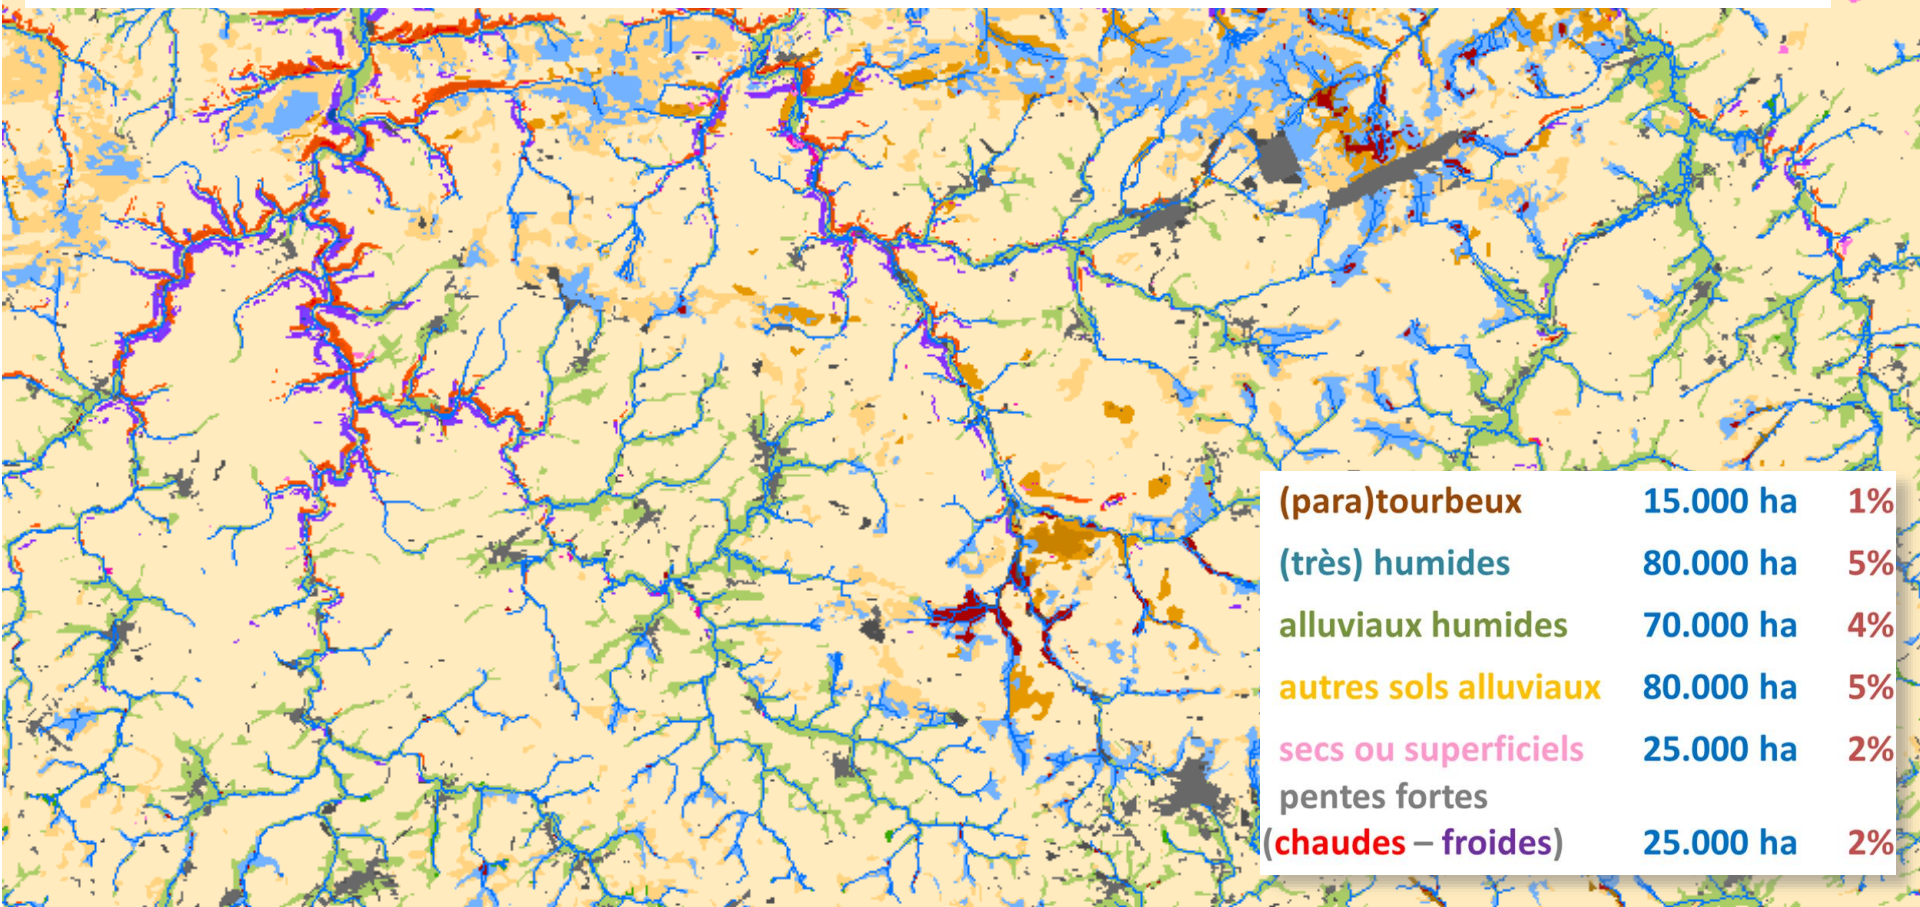 (para)tourbeux 15.000 ha 1%
(très) humides 80.000 ha 5%
alluviaux humides 70.000 ha 4%
autres sols alluviaux 80.000 ha 5%
secs ou superficiels 25.000 ha 2%
pentes fortes
(chaudes – froides) 25.000 ha 2%